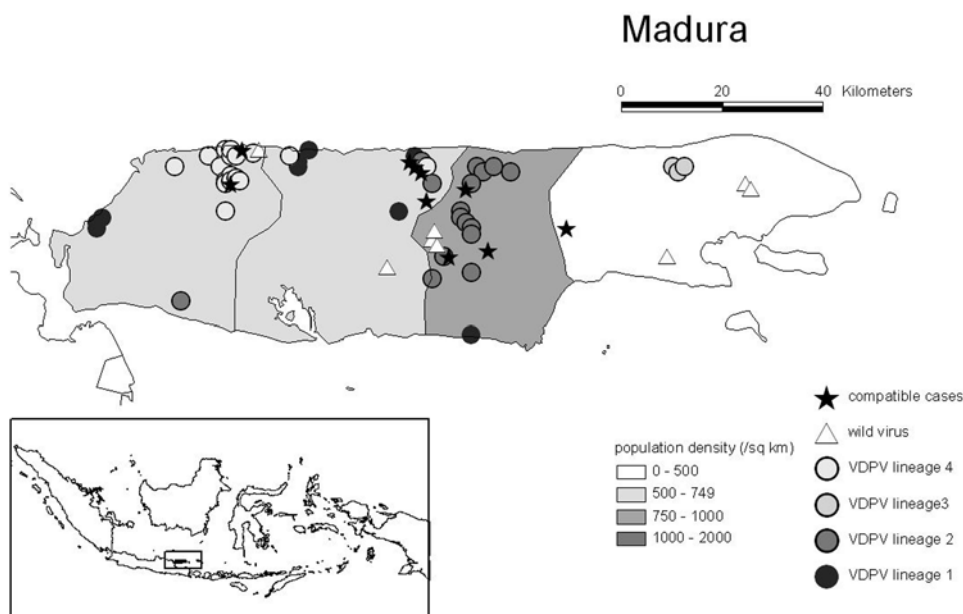 Madura
0 20 40 Kilometers
compatible cases
wild virus
VDPV lineage 4
VDPV lineage3
VDPV lineage 2
VDPV lineage 1
population density (/sq km)
0 - 500
500 - 749
750 - 1000
1000 - 2000